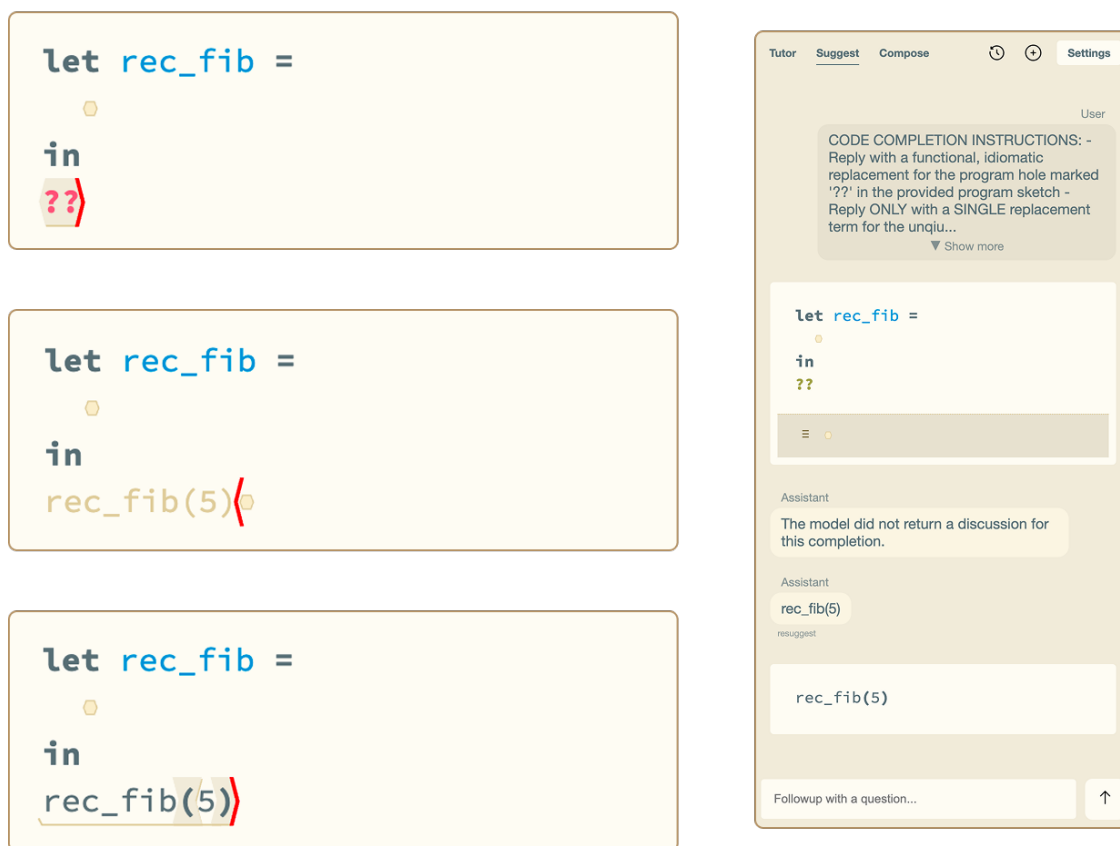 let rec_fib =
in
??
let rec_fib =
in
rec_fib(5)
let rec_fib =
in
rec_fib(5)
Tutor Suggest Compose Settings
User
CODE COMPLETION INSTRUCTIONS: -
Reply with a functional, idiomatic
replacement for the program hole marked
'??' in the provided program sketch -
Reply ONLY with a SINGLE replacement
term for the unqiu...
▼ Show more
let rec_fib =
in
??
≡
Assistant
The model did not return a discussion for
this completion.
Assistant
rec_fib(5)
resuggest
rec_fib(5)
Followup with a question...